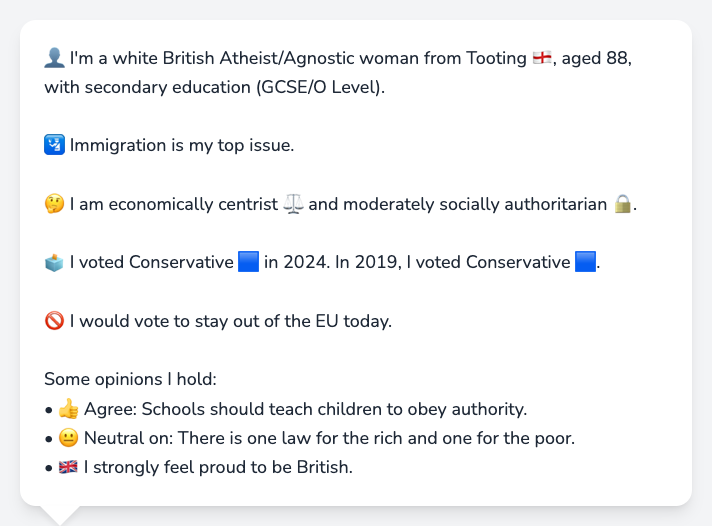 👤 I'm a white British Atheist/Agnostic woman from Tooting 🏴󠁧󠁢󠁥󠁮󠁧󠁿, aged 88,
with secondary education (GCSE/O Level).
🛂 Immigration is my top issue.
🤔 I am economically centrist ⚖️ and moderately socially authoritarian 🔒.
🗳️ I voted Conservative 🟦 in 2024. In 2019, I voted Conservative 🟦.
🚫 I would vote to stay out of the EU today.
Some opinions I hold:
• 👍 Agree: Schools should teach children to obey authority.
• 😐 Neutral on: There is one law for the rich and one for the poor.
• 🇬🇧 I strongly feel proud to be British.